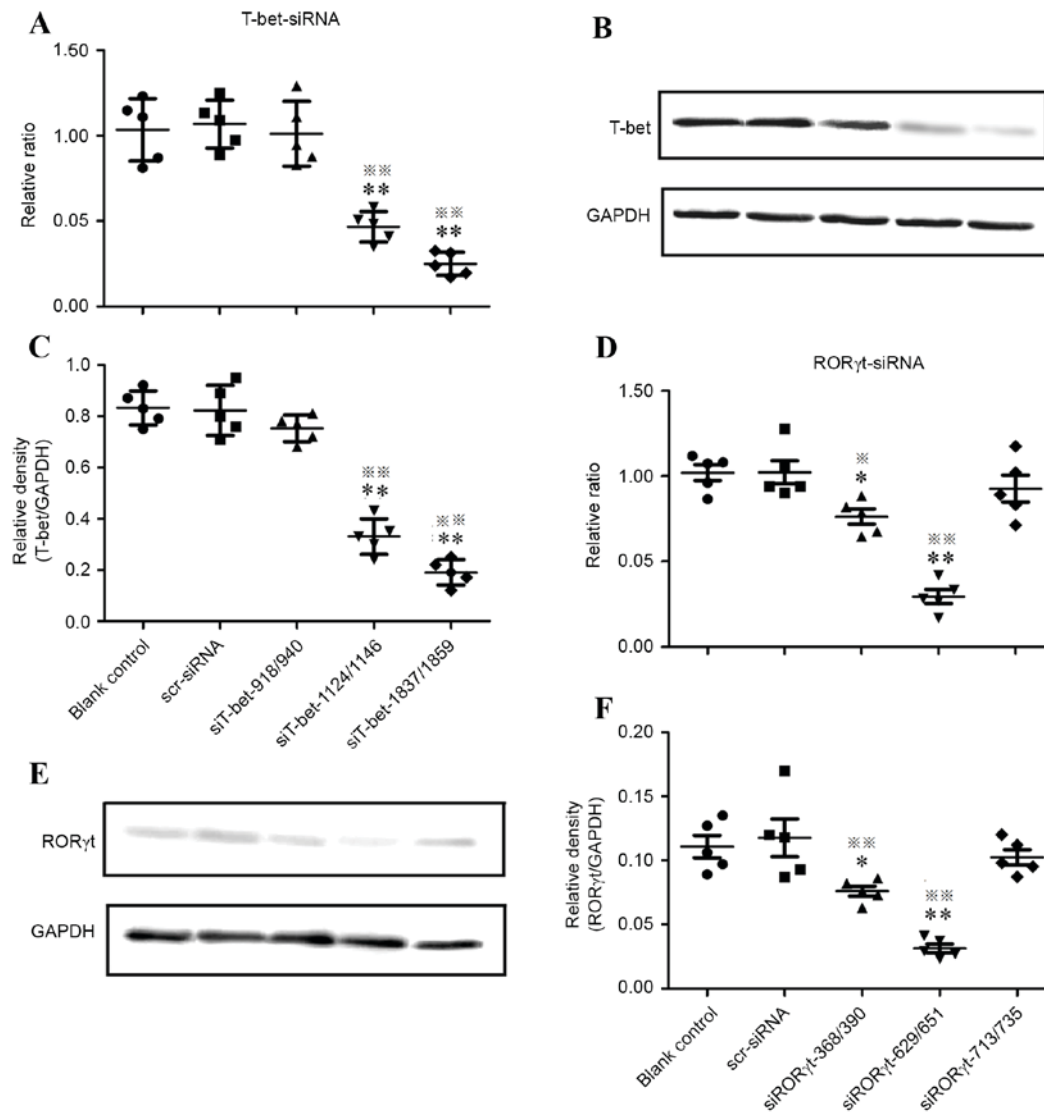 A
T-bet-siRNA
1.50
1.00
0.05
0.00
Relative ratio
※※
**
※※
**
B
T-bet
GAPDH
C
1.0
0.8
0.6
0.4
0.2
0.0
Relative density
(T-bet/GAPDH)
※※
**
※※
**
Blank control
scr-siRNA
siT-bet-918/940
siT-bet-1124/1146
siT-bet-1837/1859
D
RORγt-siRNA
1.50
1.00
0.05
0.00
Relative ratio
※
*
※※
**
E
RORγt
GAPDH
F
0.20
0.15
0.10
0.05
0.00
Relative density
(RORγt/GAPDH)
※※
*
※※
**
Blank control
scr-siRNA
siRORγt-368/390
siRORγt-629/651
siRORγt-713/735